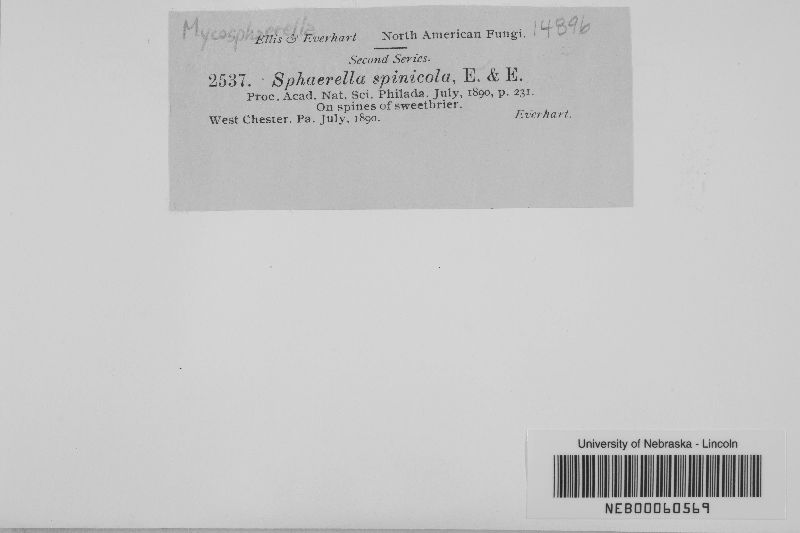 Mycosphaerella
Ellis & Everhart North American Fungi. 14896
Second Series.
2537. Sphaerella spinicola, E. & E.
Proc. Acad. Nat. Sci. Philada. July, 1890, p. 231.
On spines of sweetbrier.
West Chester, Pa. July, 1890. Everhart.
University of Nebraska - Lincoln
NEB00060569